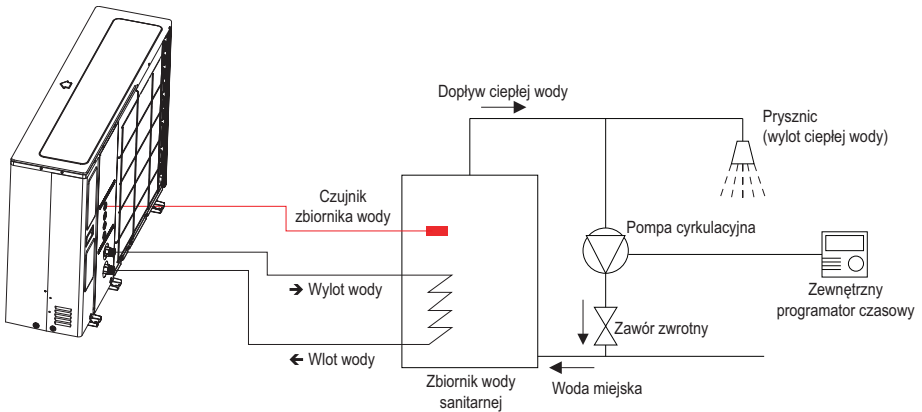 Dopływ ciepłej wody
Prysznic
(wylot ciepłej wody)
Czujnik
zbiornika wody
Pompa cyrkulacyjna
→ Wylot wody
Zewnętrzny
programator czasowy
Zawór zwrotny
← Wlot wody
Zbiornik wody
sanitarnej
Woda miejska